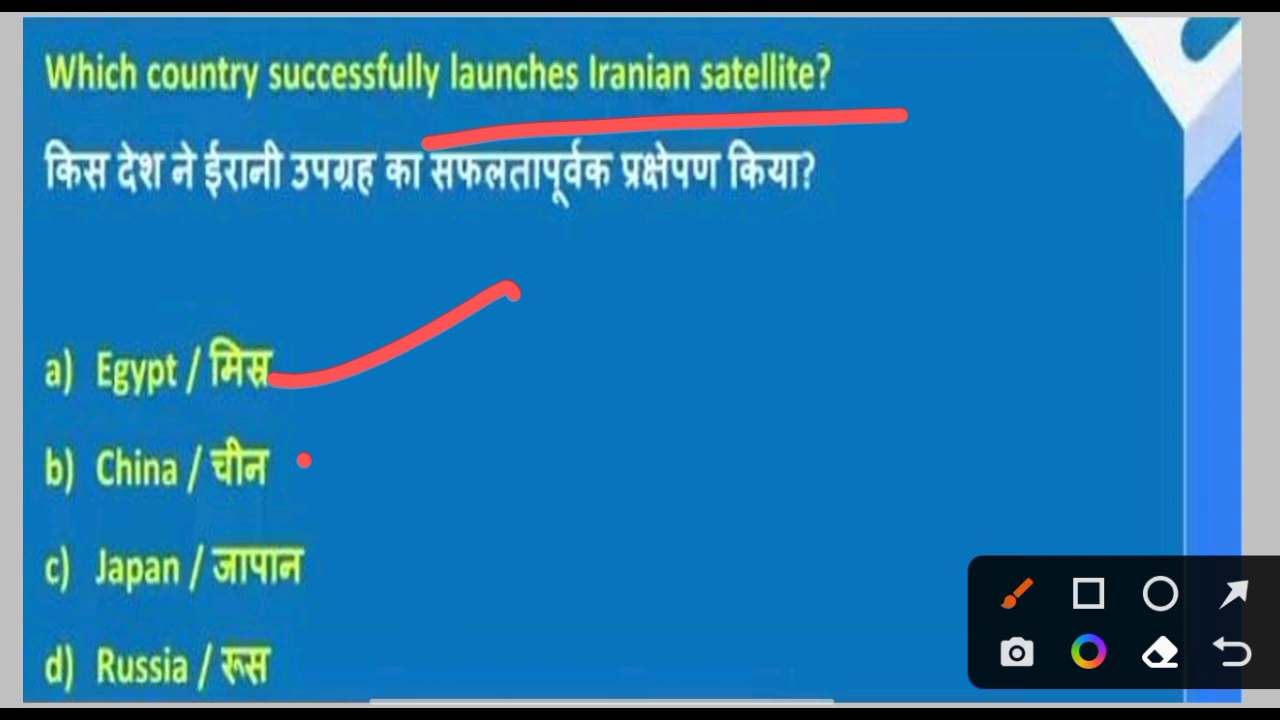 Which country successfully launches Iranian satellite?
किस देश ने ईरानी उपग्रह का सफलतापूर्वक प्रक्षेपण किया?
a) Egypt / मिस्र
b) China / चीन
c) Japan / जापान
d) Russia / रूस